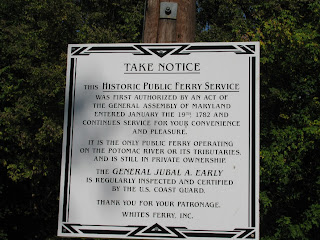 TAKE NOTICE
THIS HISTORIC PUBLIC FERRY SERVICE
WAS FIRST AUTHORIZED BY AN ACT OF
THE GENERAL ASSEMBLY OF MARYLAND
ENTERED JANUARY THE 19TH, 1782 AND
CONTINUES SERVICE FOR YOUR CONVENIENCE
AND PLEASURE.
IT IS THE ONLY PUBLIC FERRY OPERATING
ON THE POTOMAC RIVER OR ITS TRIBUTARIES,
AND IS STILL IN PRIVATE OWNERSHIP.
THE GENERAL JUBAL A. EARLY
IS REGULARLY INSPECTED AND CERTIFIED
BY THE U.S. COAST GUARD.
THANK YOU FOR YOUR PATRONAGE,
WHITE'S FERRY, INC.